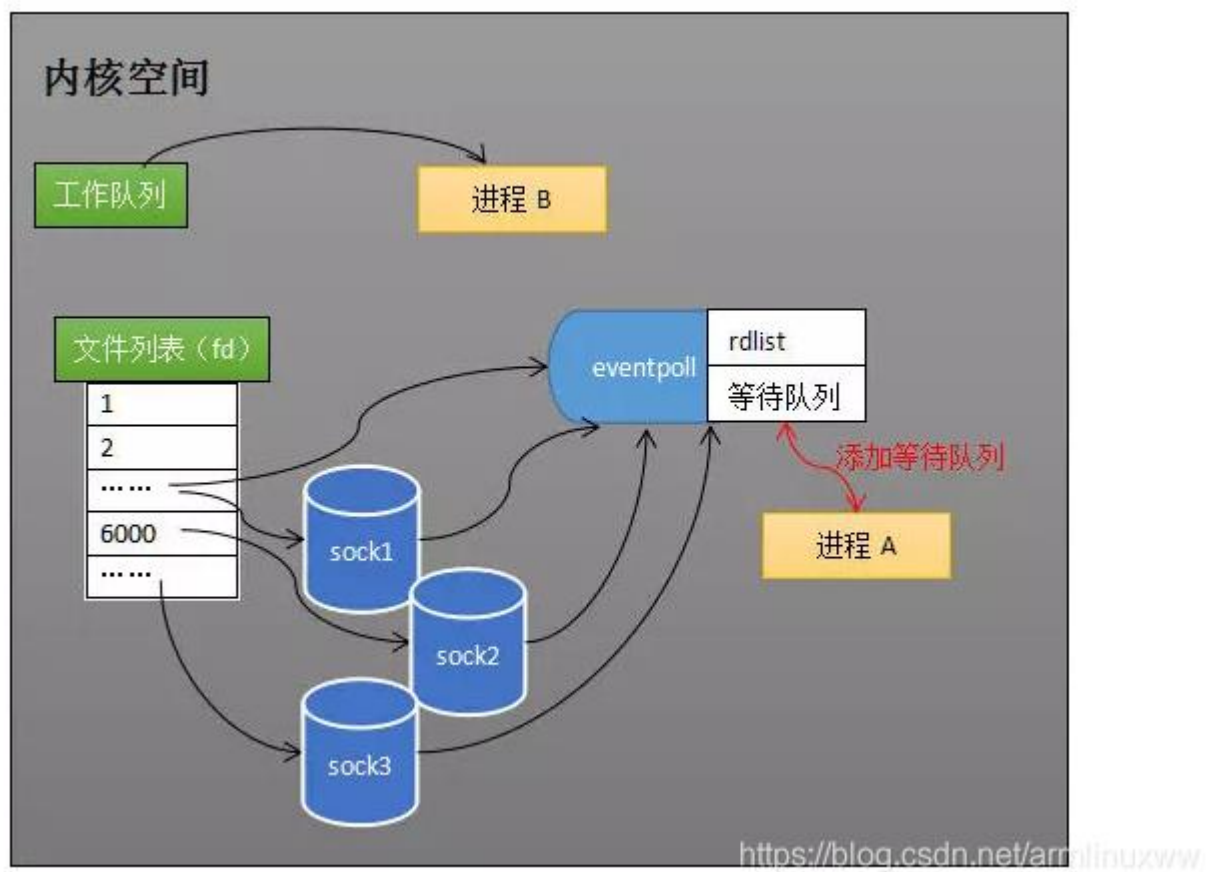 内核空间
工作队列
进程 B
文件列表（fd）
1
2
……
6000
……
eventpoll
rdlist
等待队列
添加等待队列
进程 A
sock1
sock2
sock3
https://blog.csdn.net/armlinuxww